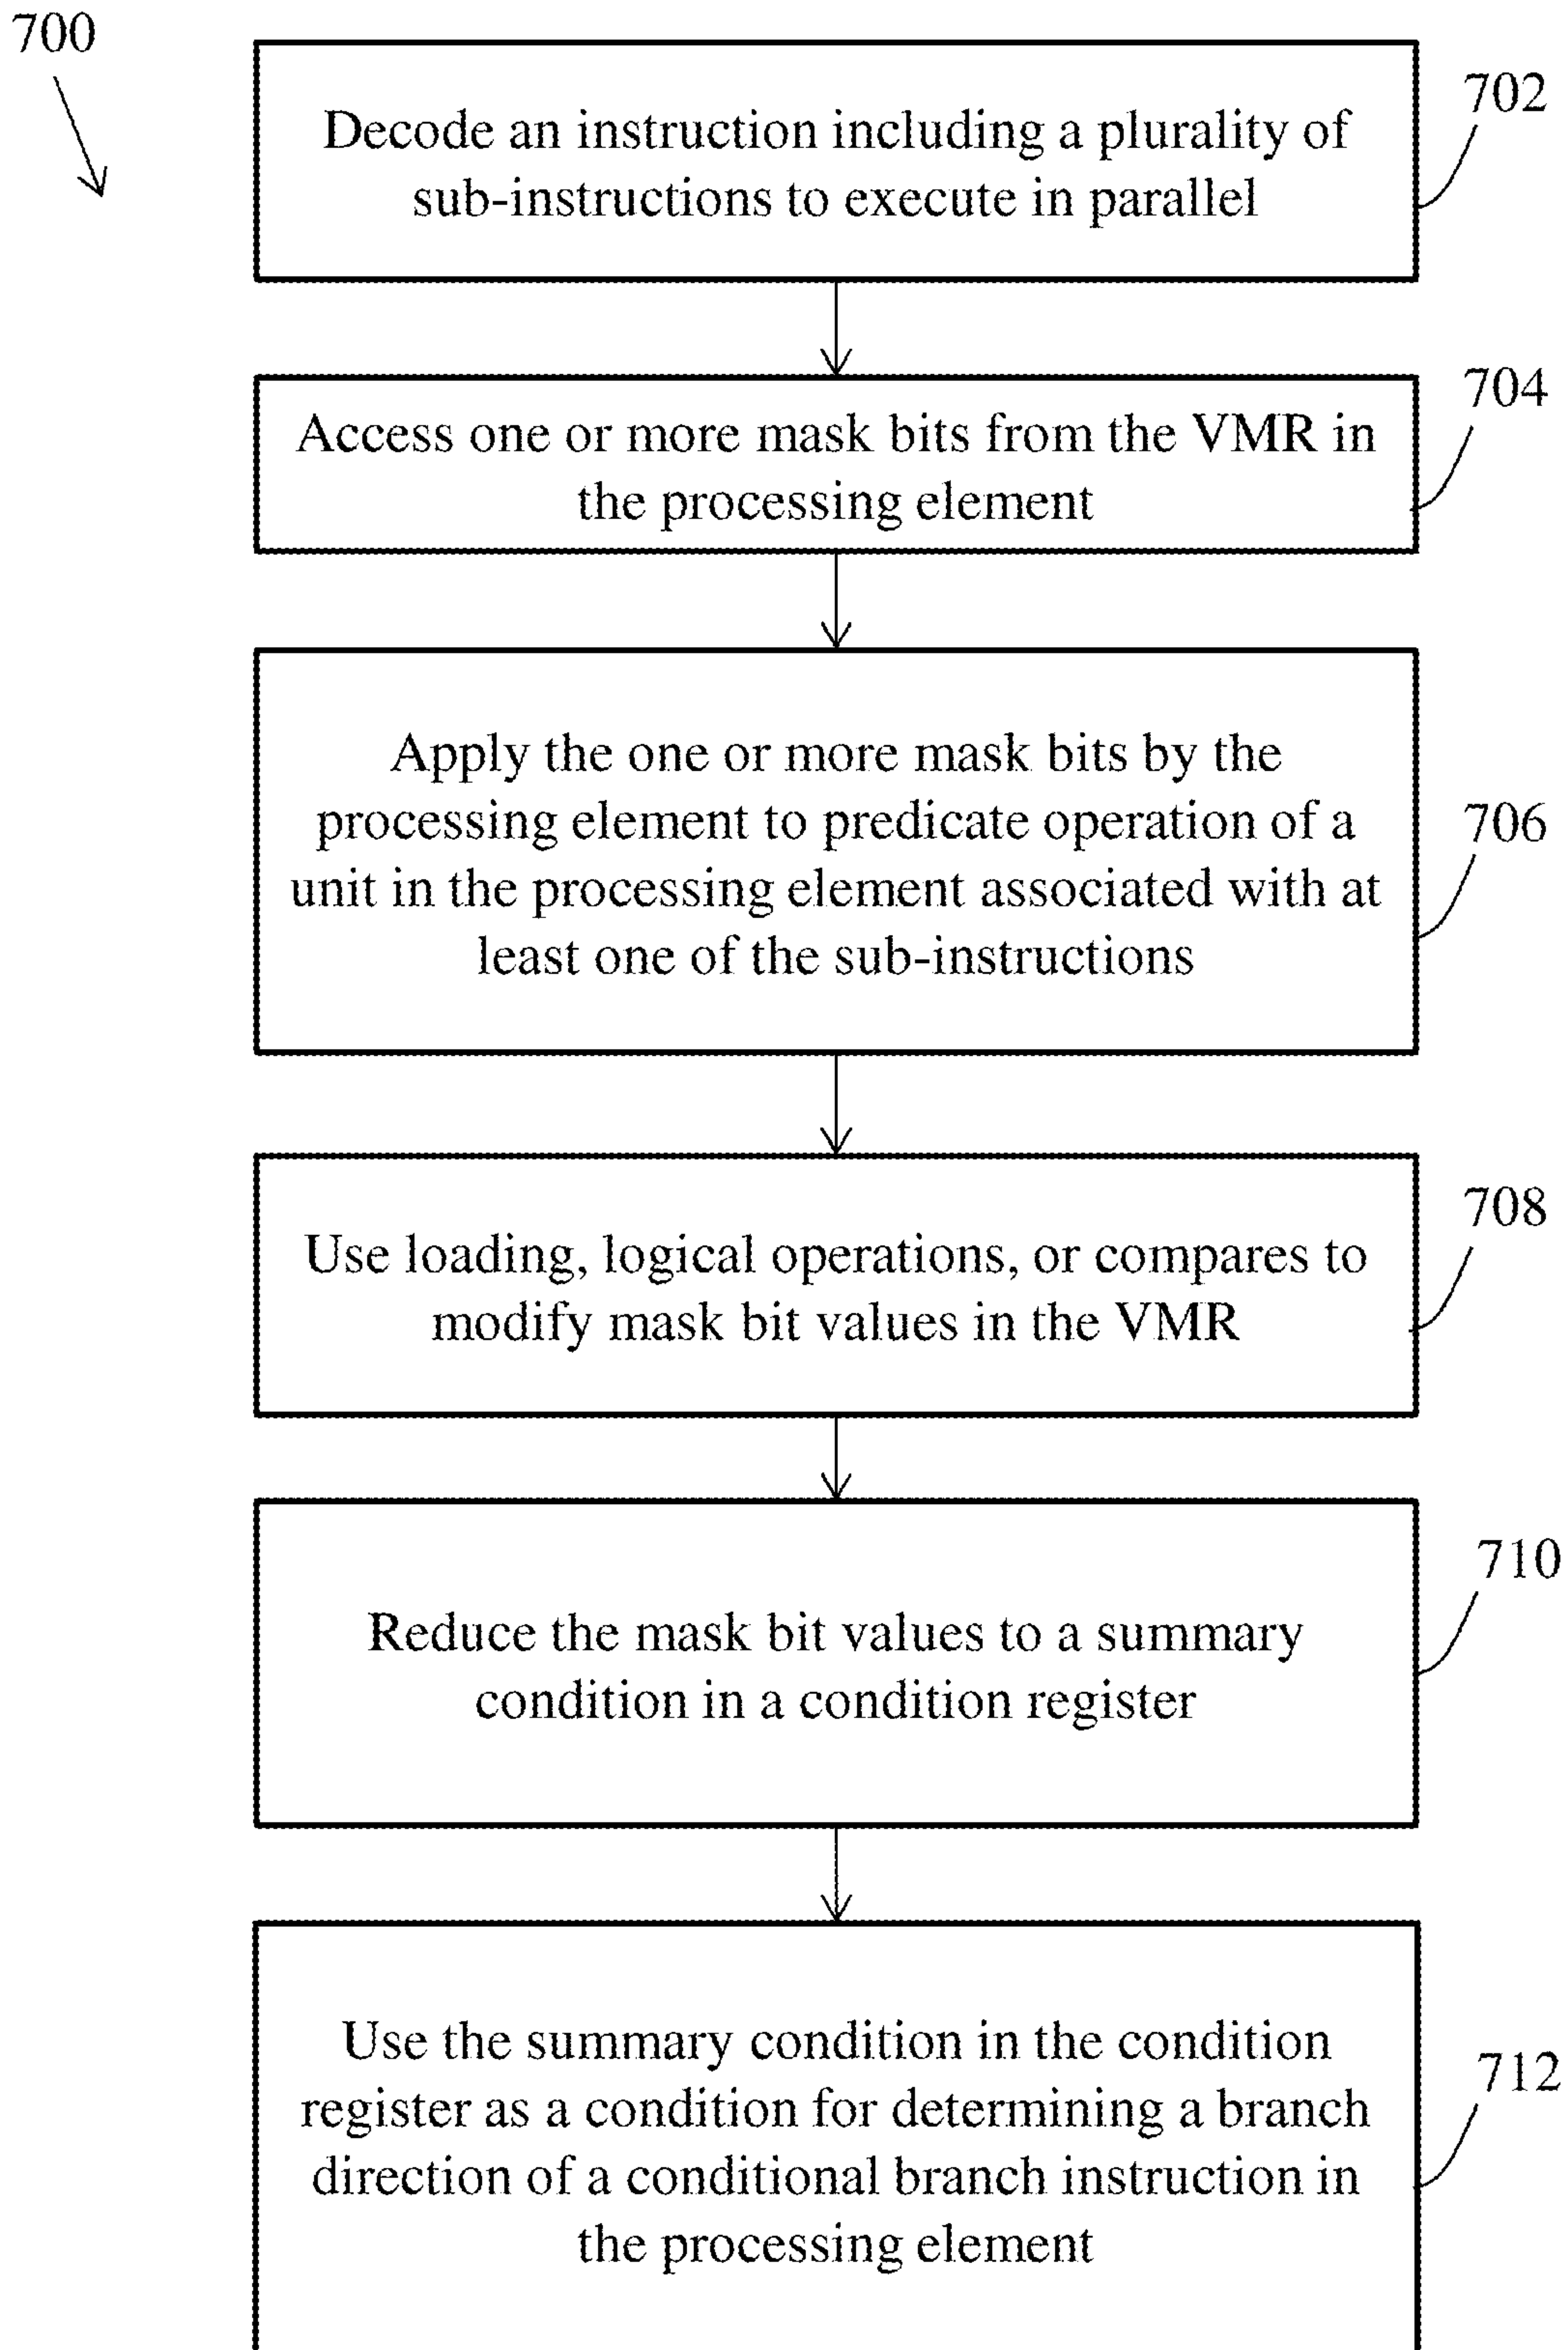 700
Decode an instruction including a plurality of
sub-instructions to execute in parallel
702
Access one or more mask bits from the VMR in
the processing element
704
Apply the one or more mask bits by the
processing element to predicate operation of a
unit in the processing element associated with at
least one of the sub-instructions
706
Use loading, logical operations, or compares to
modify mask bit values in the VMR
708
Reduce the mask bit values to a summary
condition in a condition register
710
Use the summary condition in the condition
register as a condition for determining a branch
direction of a conditional branch instruction in
the processing element
712